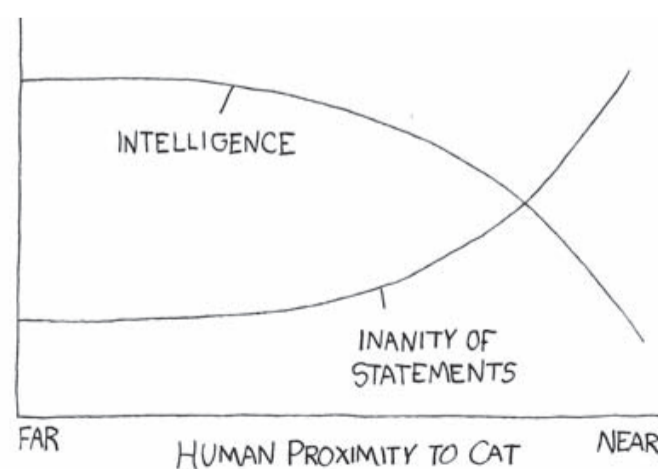 INTELLIGENCE
INANITY OF
STATEMENTS
FAR
HUMAN PROXIMITY TO CAT
NEAR